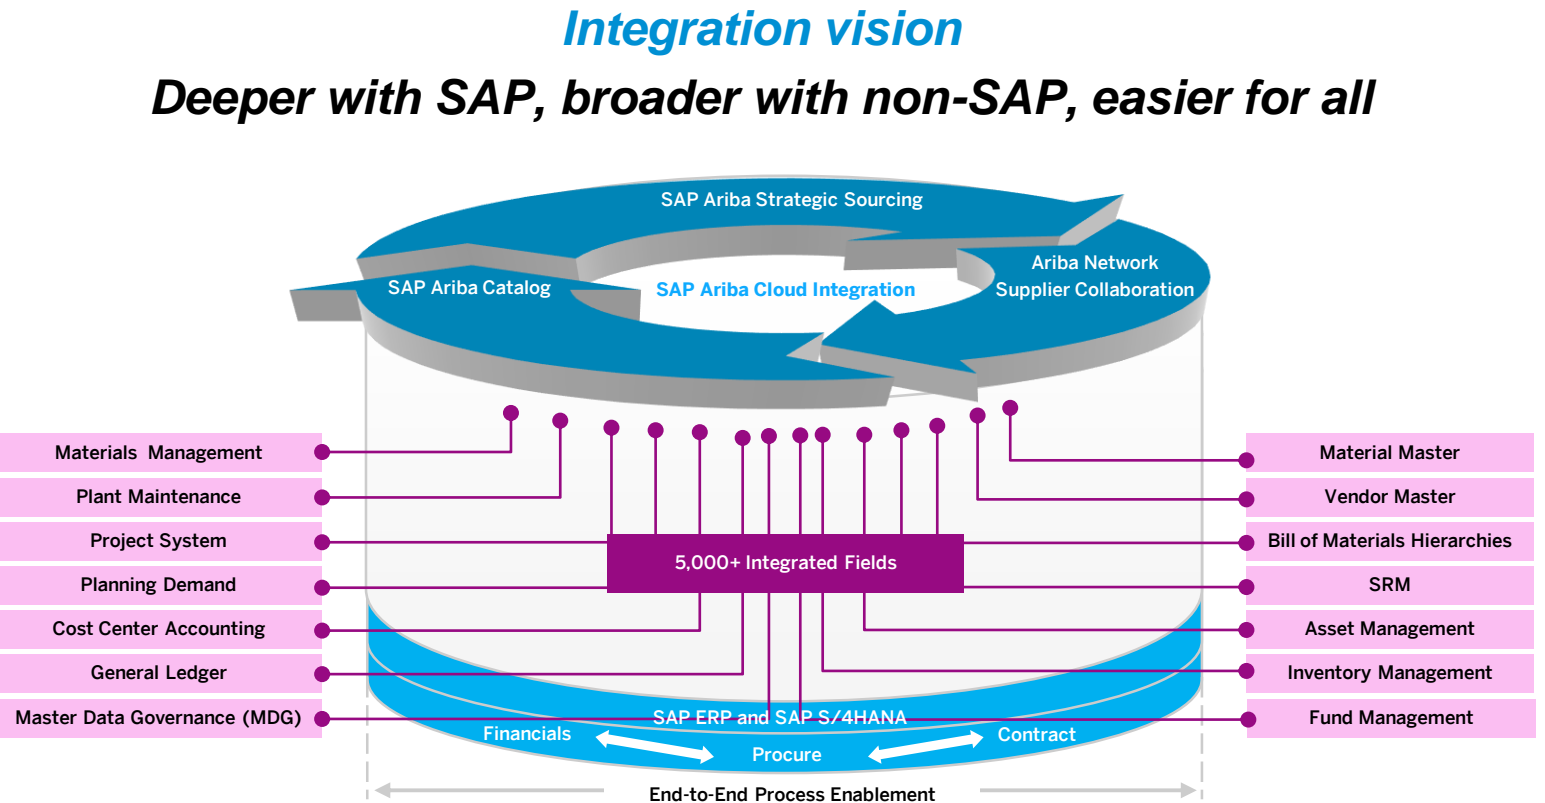 Integration vision
Deeper with SAP, broader with non-SAP, easier for all
SAP Ariba Strategic Sourcing
Ariba Network
Supplier Collaboration
SAP Ariba Catalog
SAP Ariba Cloud Integration
Materials Management
Plant Maintenance
Project System
Planning Demand
Cost Center Accounting
General Ledger
Master Data Governance (MDG)
5,000+ Integrated Fields
Material Master
Vendor Master
Bill of Materials Hierarchies
SRM
Asset Management
Inventory Management
Fund Management
SAP ERP and SAP S/4HANA
Financials
Procure
Contract
End-to-End Process Enablement